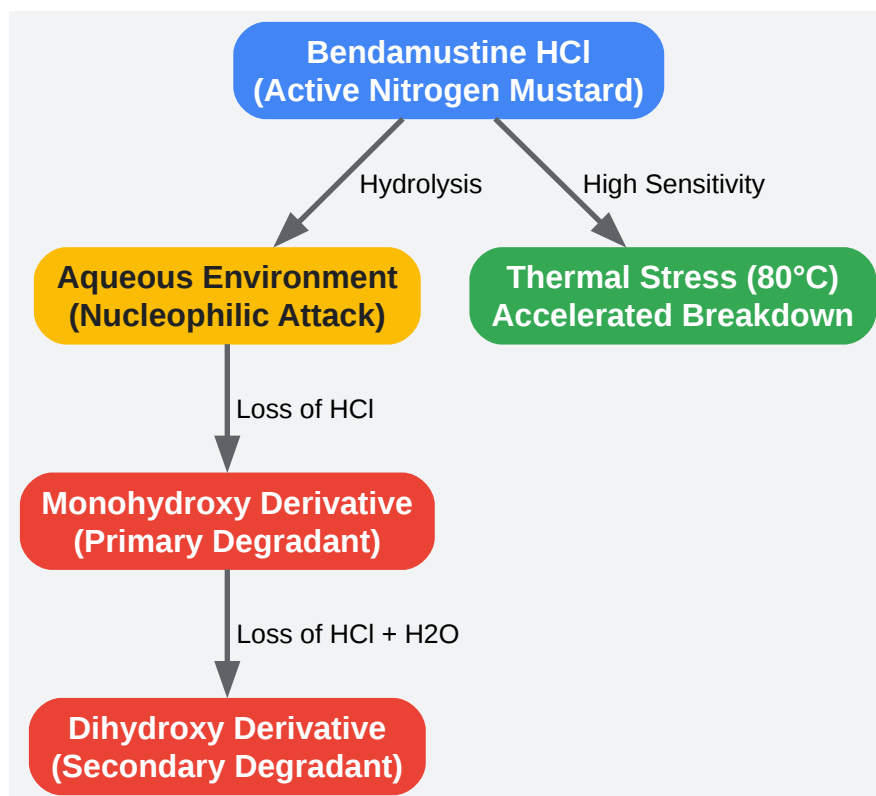 Bendamustine HCl
(Active Nitrogen Mustard)
Hydrolysis
High Sensitivity
Aqueous Environment
(Nucleophilic Attack)
Thermal Stress (80°C)
Accelerated Breakdown
Loss of HCl
Monohydroxy Derivative
(Primary Degradant)
Loss of HCl + H2O
Dihydroxy Derivative
(Secondary Degradant)